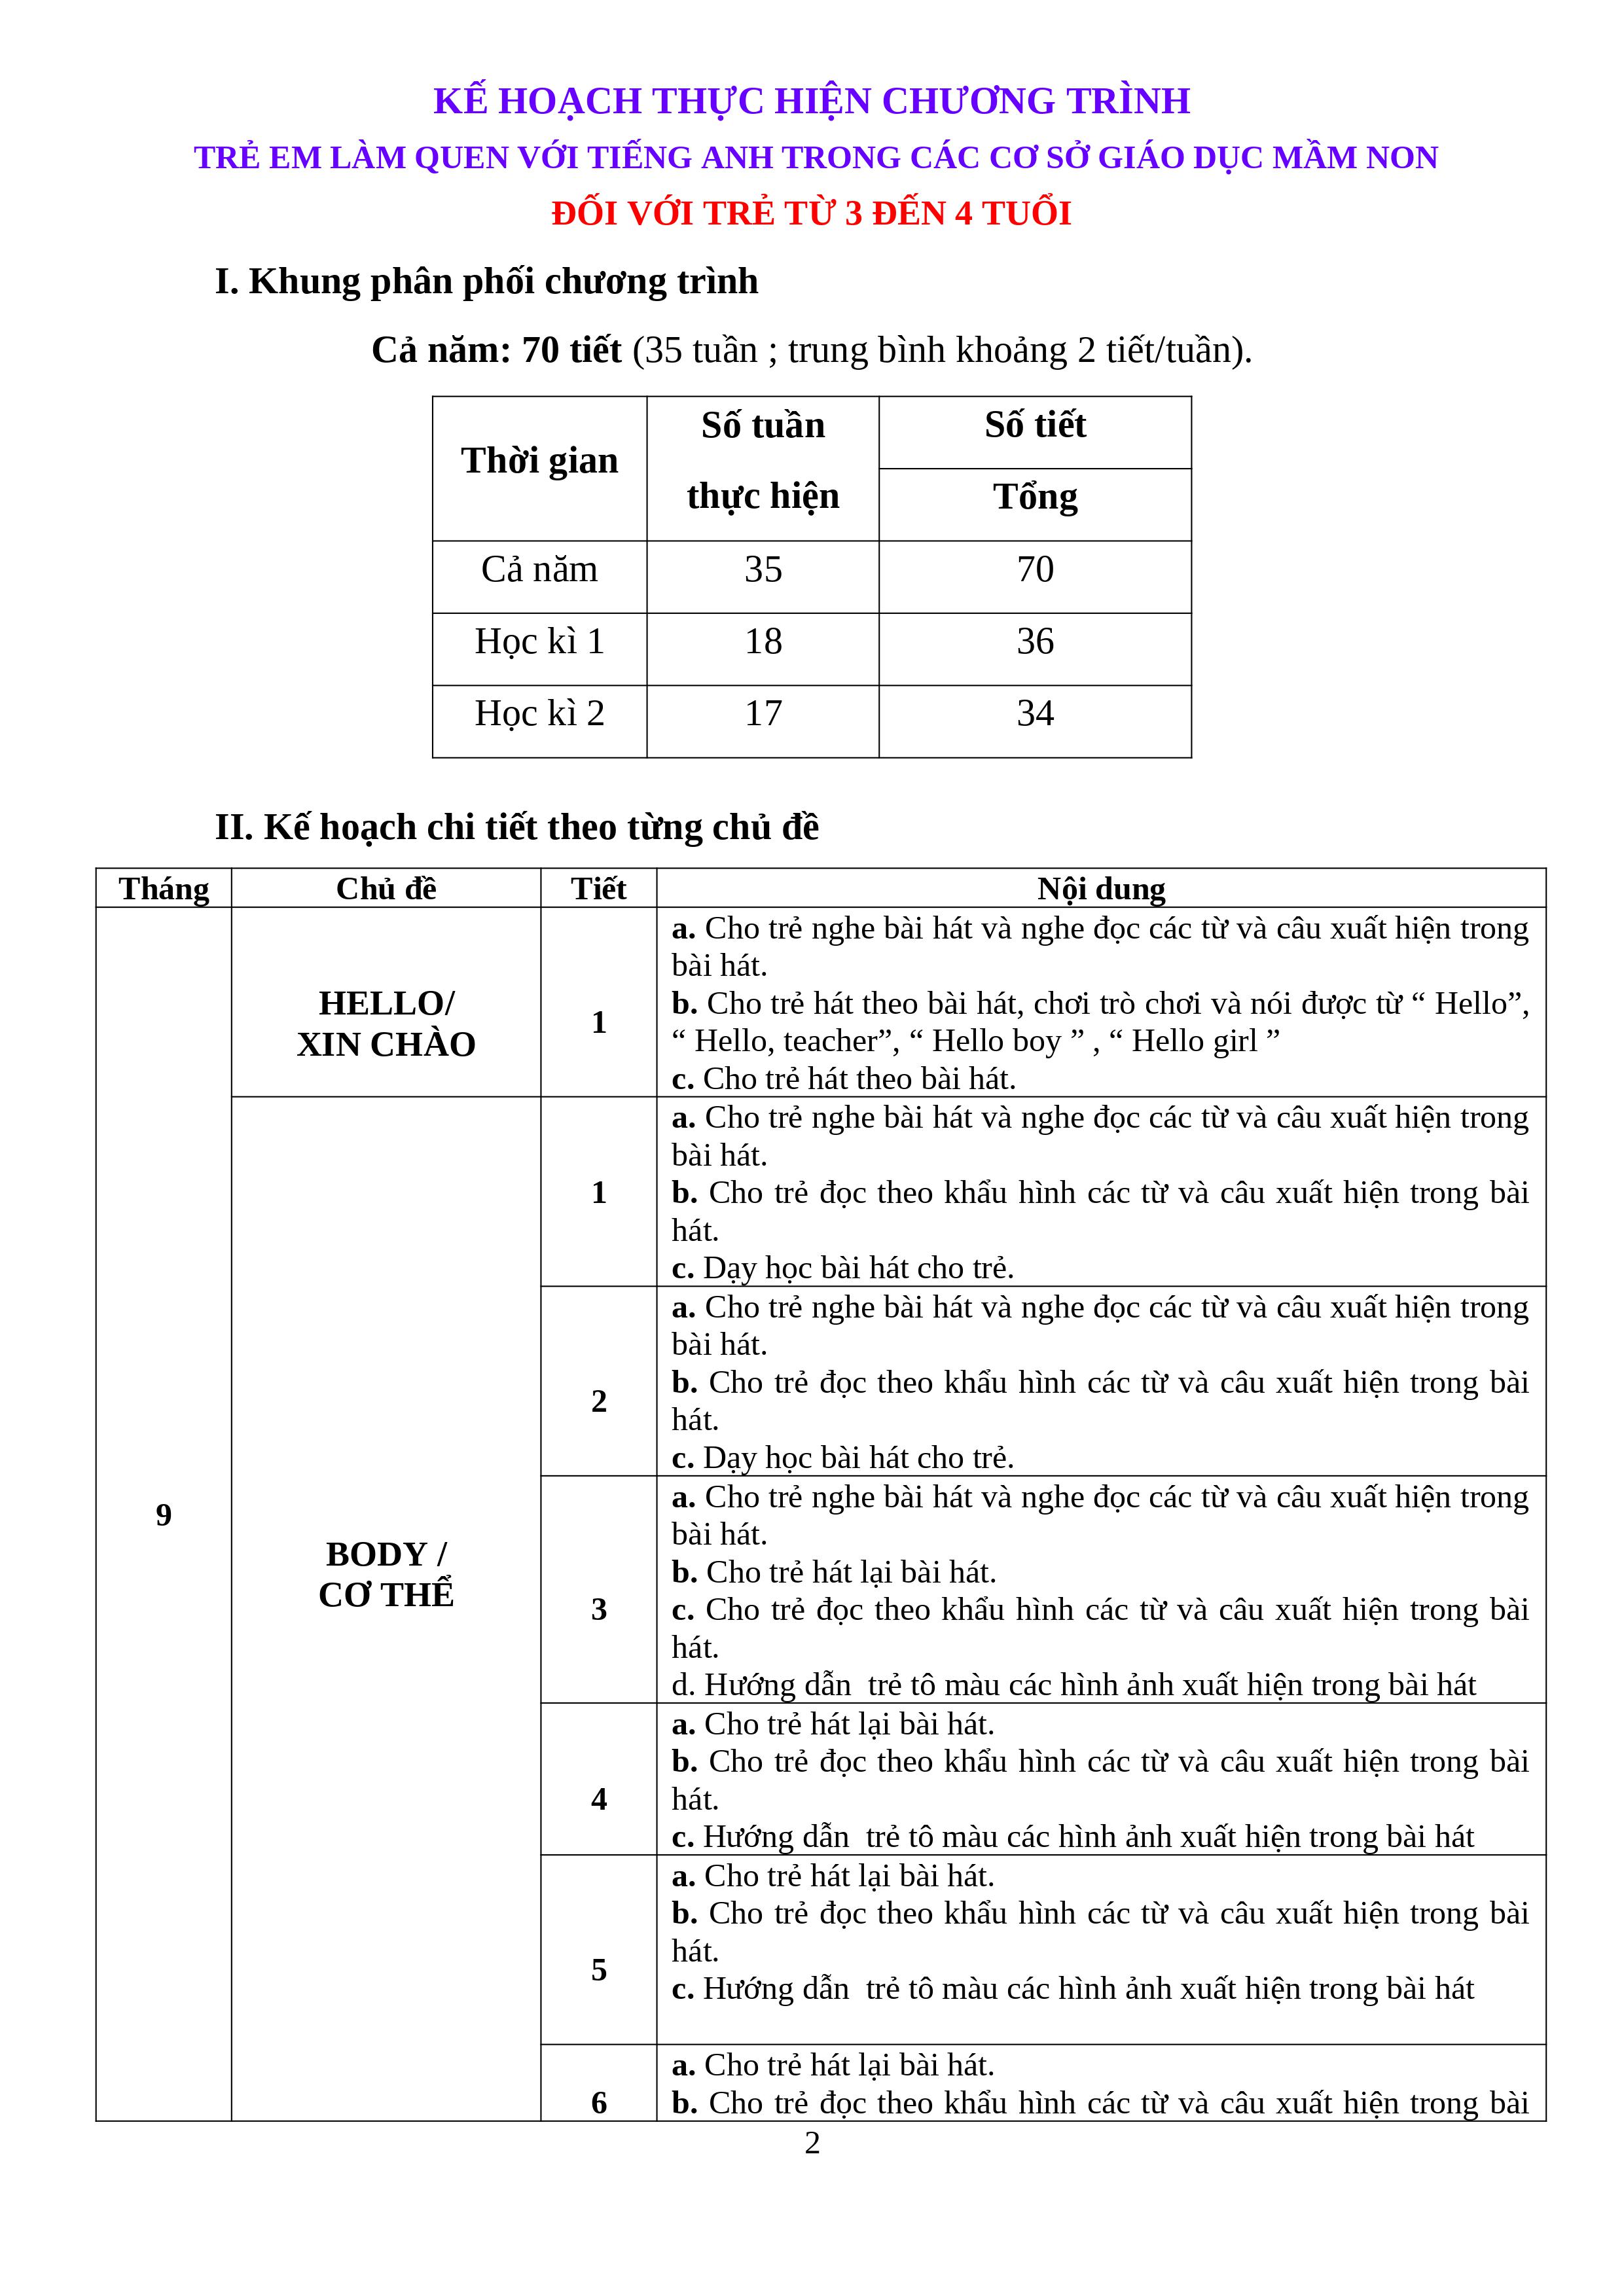 KẾ HOẠCH THỰC HIỆN CHƯƠNG TRÌNH
TRẺ EM LÀM QUEN VỚI TIẾNG ANH TRONG CÁC CƠ SỞ GIÁO DỤC MẦM NON
ĐỐI VỚI TRẺ TỪ 3 ĐẾN 4 TUỔI
I. Khung phân phối chương trình
Cả năm: 70 tiết (35 tuần ; trung bình khoảng 2 tiết/tuần).
Thời gian
Số tuần
thực hiện
Số tiết
Tổng
Cả năm 35 70
Học kì 1 18 36
Học kì 2 17 34
II. Kế hoạch chi tiết theo từng chủ đề
Tháng Chủ đề Tiết Nội dung
9
HELLO/
XIN CHÀO
1
a. Cho trẻ nghe bài hát và nghe đọc các từ và câu xuất hiện trong
bài hát.
b. Cho trẻ hát theo bài hát, chơi trò chơi và nói được từ “ Hello”,
“ Hello, teacher”, “ Hello boy ” , “ Hello girl ”
c. Cho trẻ hát theo bài hát.
BODY /
CƠ THỂ
1
a. Cho trẻ nghe bài hát và nghe đọc các từ và câu xuất hiện trong
bài hát.
b. Cho trẻ đọc theo khẩu hình các từ và câu xuất hiện trong bài
hát.
c. Dạy học bài hát cho trẻ.
2
a. Cho trẻ nghe bài hát và nghe đọc các từ và câu xuất hiện trong
bài hát.
b. Cho trẻ đọc theo khẩu hình các từ và câu xuất hiện trong bài
hát.
c. Dạy học bài hát cho trẻ.
3
a. Cho trẻ nghe bài hát và nghe đọc các từ và câu xuất hiện trong
bài hát.
b. Cho trẻ hát lại bài hát.
c. Cho trẻ đọc theo khẩu hình các từ và câu xuất hiện trong bài
hát.
d. Hướng dẫn  trẻ tô màu các hình ảnh xuất hiện trong bài hát
4
a. Cho trẻ hát lại bài hát.
b. Cho trẻ đọc theo khẩu hình các từ và câu xuất hiện trong bài
hát.
c. Hướng dẫn  trẻ tô màu các hình ảnh xuất hiện trong bài hát
5
a. Cho trẻ hát lại bài hát.
b. Cho trẻ đọc theo khẩu hình các từ và câu xuất hiện trong bài
hát.
c. Hướng dẫn  trẻ tô màu các hình ảnh xuất hiện trong bài hát
6
a. Cho trẻ hát lại bài hát.
b. Cho trẻ đọc theo khẩu hình các từ và câu xuất hiện trong bài
2